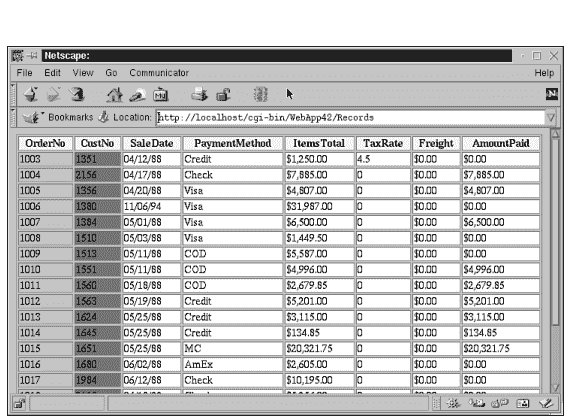 Netscape:
File Edit View Go Communicator Help
Bookmarks Location: http://localhost/cgi-bin/WebApp42/Records
OrderNo CustNo SaleDate PaymentMethod ItemsTotal TaxRate Freight AmountPaid
1003 1351 04/12/88 Credit $1,250.00 4.5 $0.00 $0.00
1004 2156 04/17/88 Check $7,885.00 0 $0.00 $7,885.00
1005 1356 04/20/88 Visa $4,807.00 0 $0.00 $4,807.00
1006 1380 11/06/94 Visa $31,987.00 0 $0.00 $0.00
1007 1384 05/01/88 Visa $6,500.00 0 $0.00 $6,500.00
1008 1510 05/03/88 Visa $1,449.50 0 $0.00 $0.00
1009 1513 05/11/88 COD $5,587.00 0 $0.00 $0.00
1010 1551 05/11/88 COD $4,996.00 0 $0.00 $4,996.00
1011 1560 05/18/88 COD $2,679.85 0 $0.00 $2,679.85
1012 1563 05/19/88 Credit $5,201.00 0 $0.00 $5,201.00
1013 1624 05/25/88 Credit $3,115.00 0 $0.00 $3,115.00
1014 1645 05/25/88 Credit $134.85 0 $0.00 $134.85
1015 1651 05/25/88 MC $20,321.75 0 $0.00 $20,321.75
1016 1680 06/02/88 AmEx $2,605.00 0 $0.00 $0.00
1017 1984 06/12/88 Check $10,195.00 0 $0.00 $0.00